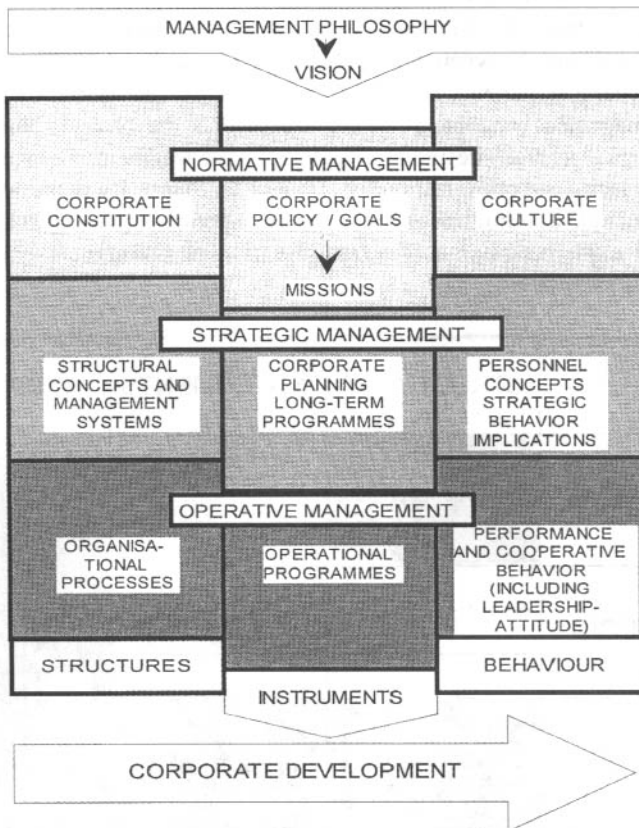 MANAGEMENT PHILOSOPHY
VISION
NORMATIVE MANAGEMENT
CORPORATE
CONSTITUTION
CORPORATE
POLICY / GOALS
CORPORATE
CULTURE
MISSIONS
STRATEGIC MANAGEMENT
STRUCTURAL
CONCEPTS AND
MANAGEMENT
SYSTEMS
CORPORATE
PLANNING
LONG-TERM
PROGRAMMES
PERSONNEL
CONCEPTS
STRATEGIC
BEHAVIOR
IMPLICATIONS
OPERATIVE MANAGEMENT
ORGANISA-
TIONAL
PROCESSES
OPERATIONAL
PROGRAMMES
PERFORMANCE
AND COOPERATIVE
BEHAVIOR
(INCLUDING
LEADERSHIP-
ATTITUDE)
STRUCTURES
INSTRUMENTS
BEHAVIOUR
CORPORATE DEVELOPMENT